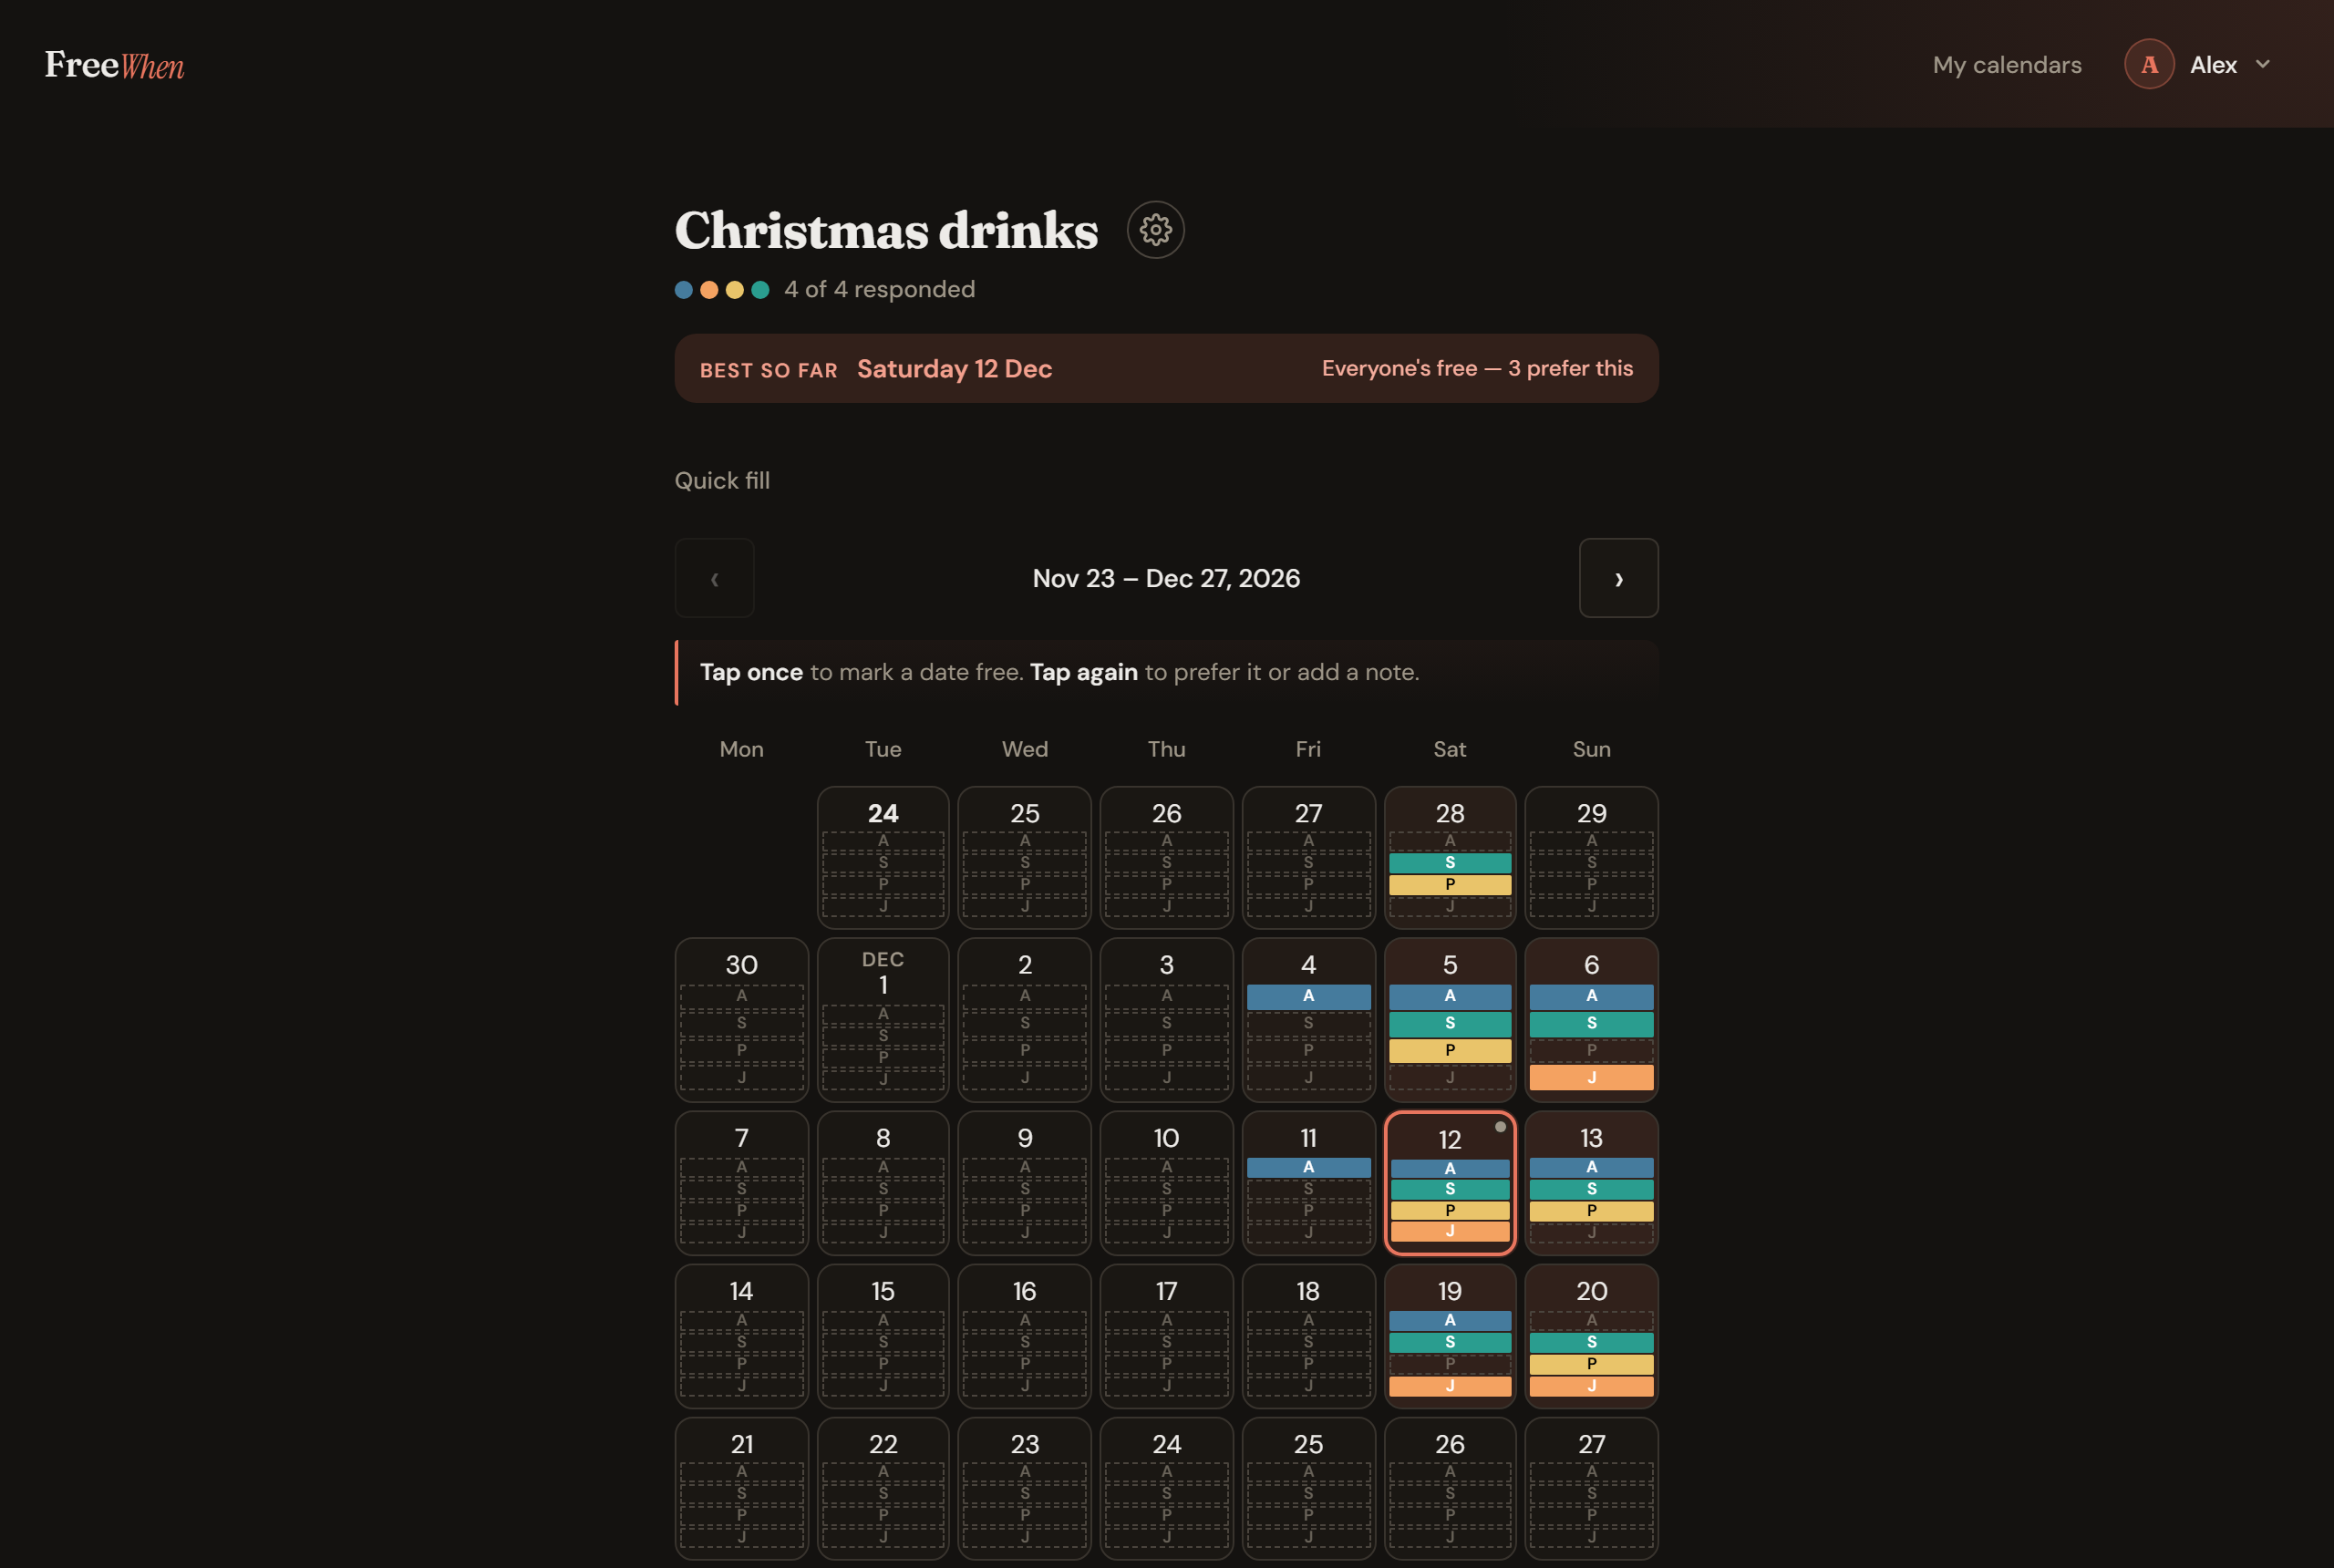 FreeWhen
My calendars
A Alex
Christmas drinks
4 of 4 responded
BEST SO FAR Saturday 12 Dec Everyone's free — 3 prefer this
Quick fill
‹ Nov 23 – Dec 27, 2026 ›
Tap once to mark a date free. Tap again to prefer it or add a note.
Mon Tue Wed Thu Fri Sat Sun
24 25 26 27 28 29
A A A A A A
S S S S S S
P P P P P P
J J J J J J
30 DEC 1 2 3 4 5 6
A A A A A A A
S S S S S S S
P P P P P P P
J J J J J J J
7 8 9 10 11 12 13
A A A A A A A
S S S S S S S
P P P P P P P
J J J J J J J
14 15 16 17 18 19 20
A A A A A A A
S S S S S S S
P P P P P P P
J J J J J J J
21 22 23 24 25 26 27
A A A A A A A
S S S S S S S
P P P P P P P
J J J J J J J